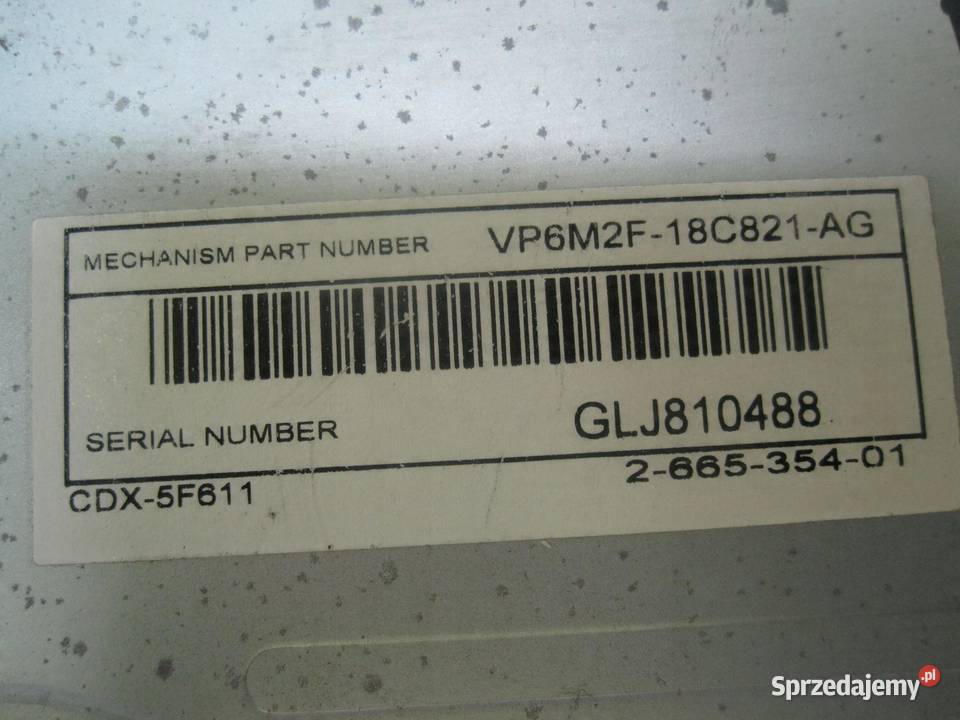 MECHANISM PART NUMBER VP6M2F-18C821-AG
SERIAL NUMBER GLJ810488
CDX-5F611 2-665-354-01
Sprzedajemy.pl